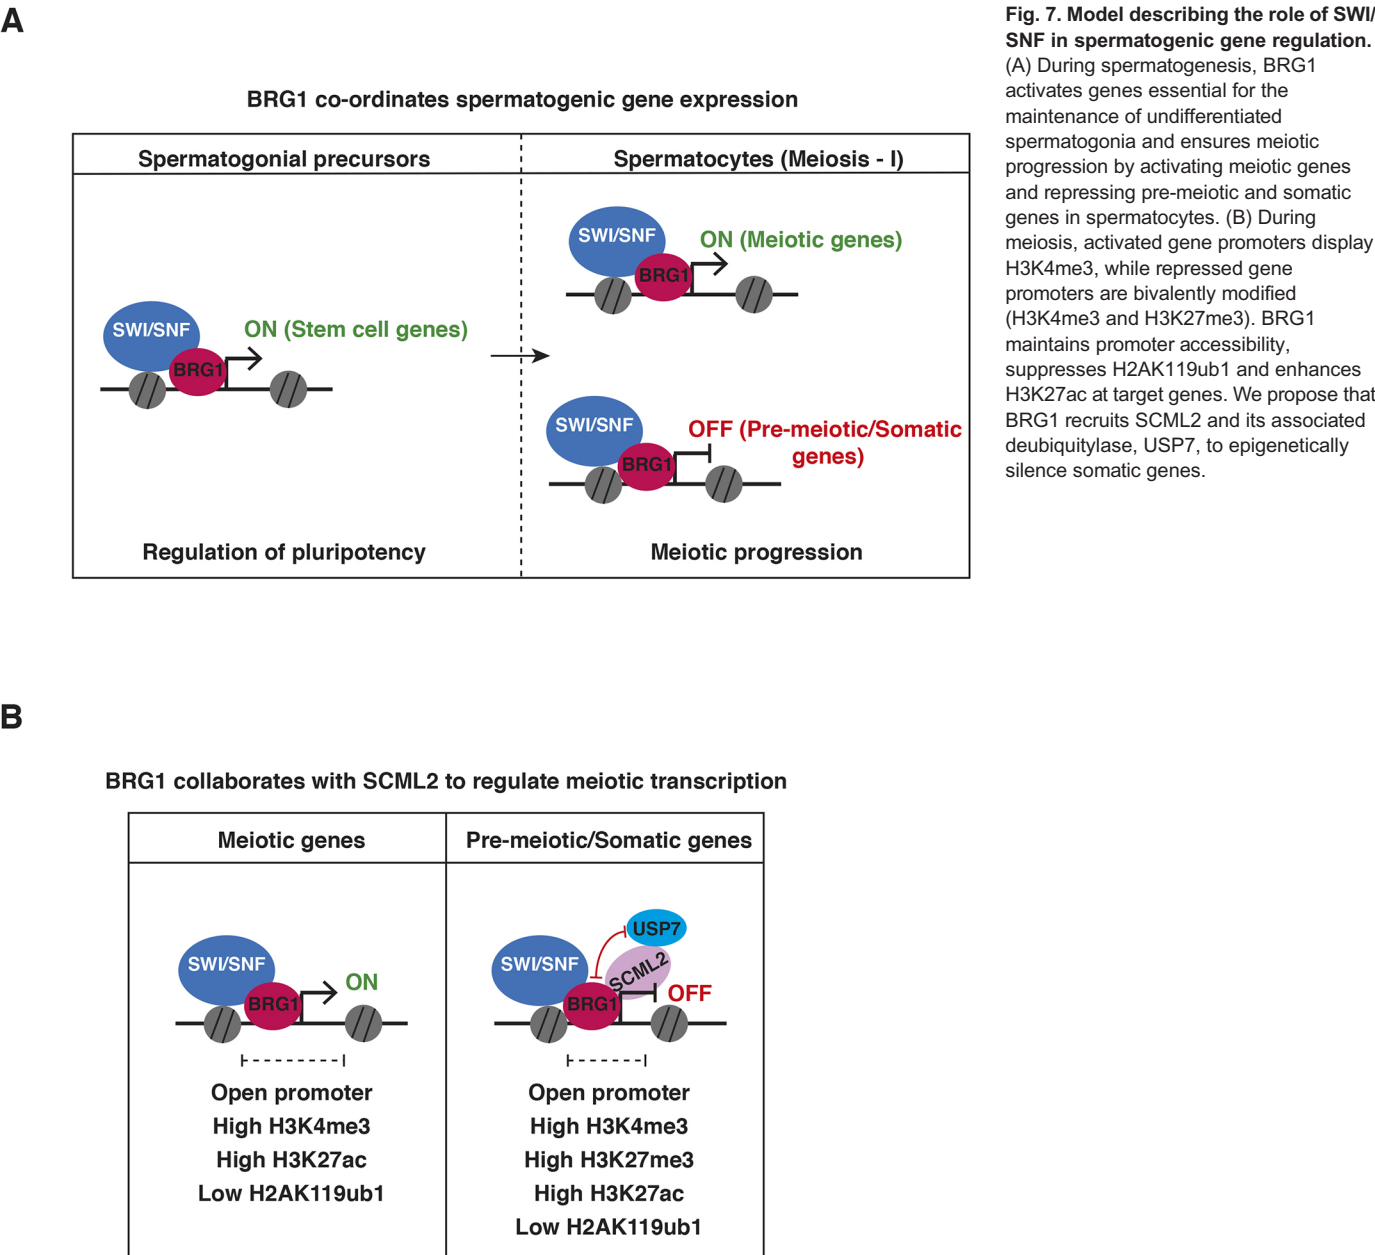 A
Fig. 7. Model describing the role of SWI/
SNF in spermatogenic gene regulation.
(A) During spermatogenesis, BRG1
activates genes essential for the
maintenance of undifferentiated
spermatogonia and ensures meiotic
progression by activating meiotic genes
and repressing pre-meiotic and somatic
genes in spermatocytes. (B) During
meiosis, activated gene promoters display
H3K4me3, while repressed gene
promoters are bivalently modified
(H3K4me3 and H3K27me3). BRG1
maintains promoter accessibility,
suppresses H2AK119ub1 and enhances
H3K27ac at target genes. We propose that
BRG1 recruits SCML2 and its associated
deubiquitylase, USP7, to epigenetically
silence somatic genes.
BRG1 co-ordinates spermatogenic gene expression
Spermatogonial precursors
SWI/SNF
BRG1
ON (Stem cell genes)
Regulation of pluripotency
Spermatocytes (Meiosis - I)
SWI/SNF
BRG1
ON (Meiotic genes)
SWI/SNF
BRG1
OFF (Pre-meiotic/Somatic
genes)
Meiotic progression
B
BRG1 collaborates with SCML2 to regulate meiotic transcription
Meiotic genes
SWI/SNF
BRG1
ON
Open promoter
High H3K4me3
High H3K27ac
Low H2AK119ub1
Pre-meiotic/Somatic genes
USP7
SWI/SNF
SCML2
BRG1
OFF
Open promoter
High H3K4me3
High H3K27me3
High H3K27ac
Low H2AK119ub1